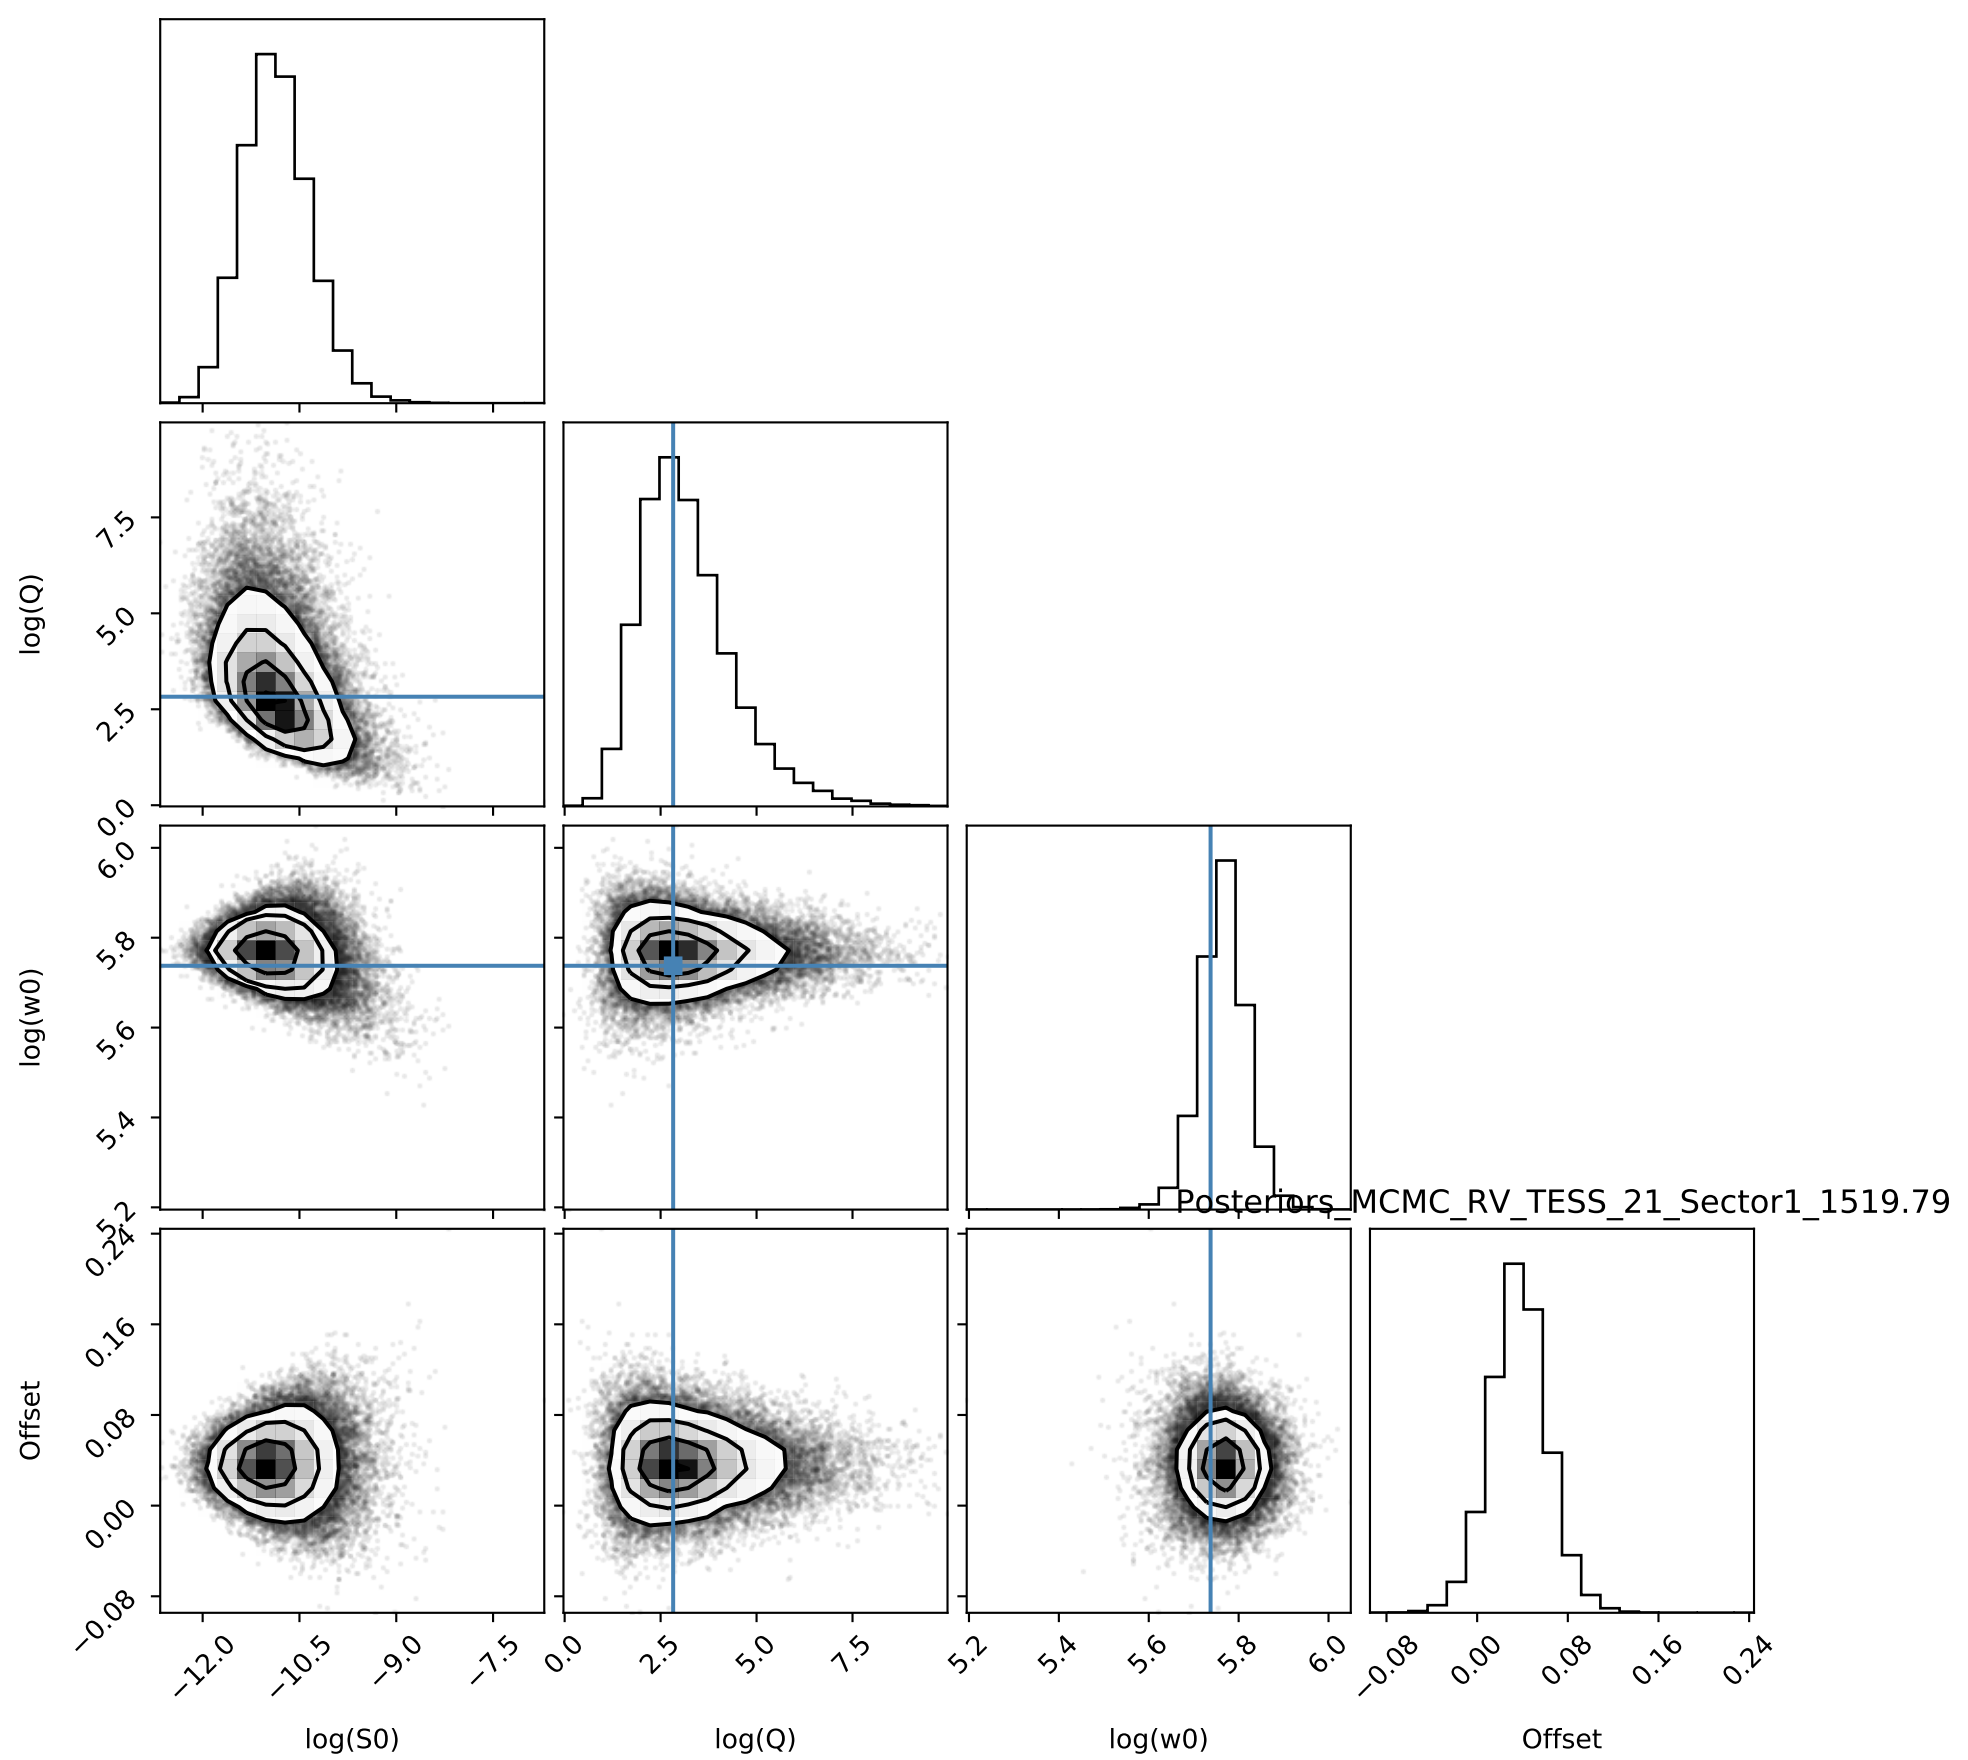 log(Q)
7.5
5.0
2.5
0.0
log(w0)
6.0
5.8
5.6
5.4
5.2
Posteriors_MCMC_RV_TESS_21_Sector1_1519.79
Offset
0.24
0.16
0.08
0.00
−0.08
−12.0 −10.5 −9.0 −7.5 0.0 2.5 5.0 7.5 5.2 5.4 5.6 5.8 6.0 −0.08 0.00 0.08 0.16 0.24
log(S0) log(Q) log(w0) Offset